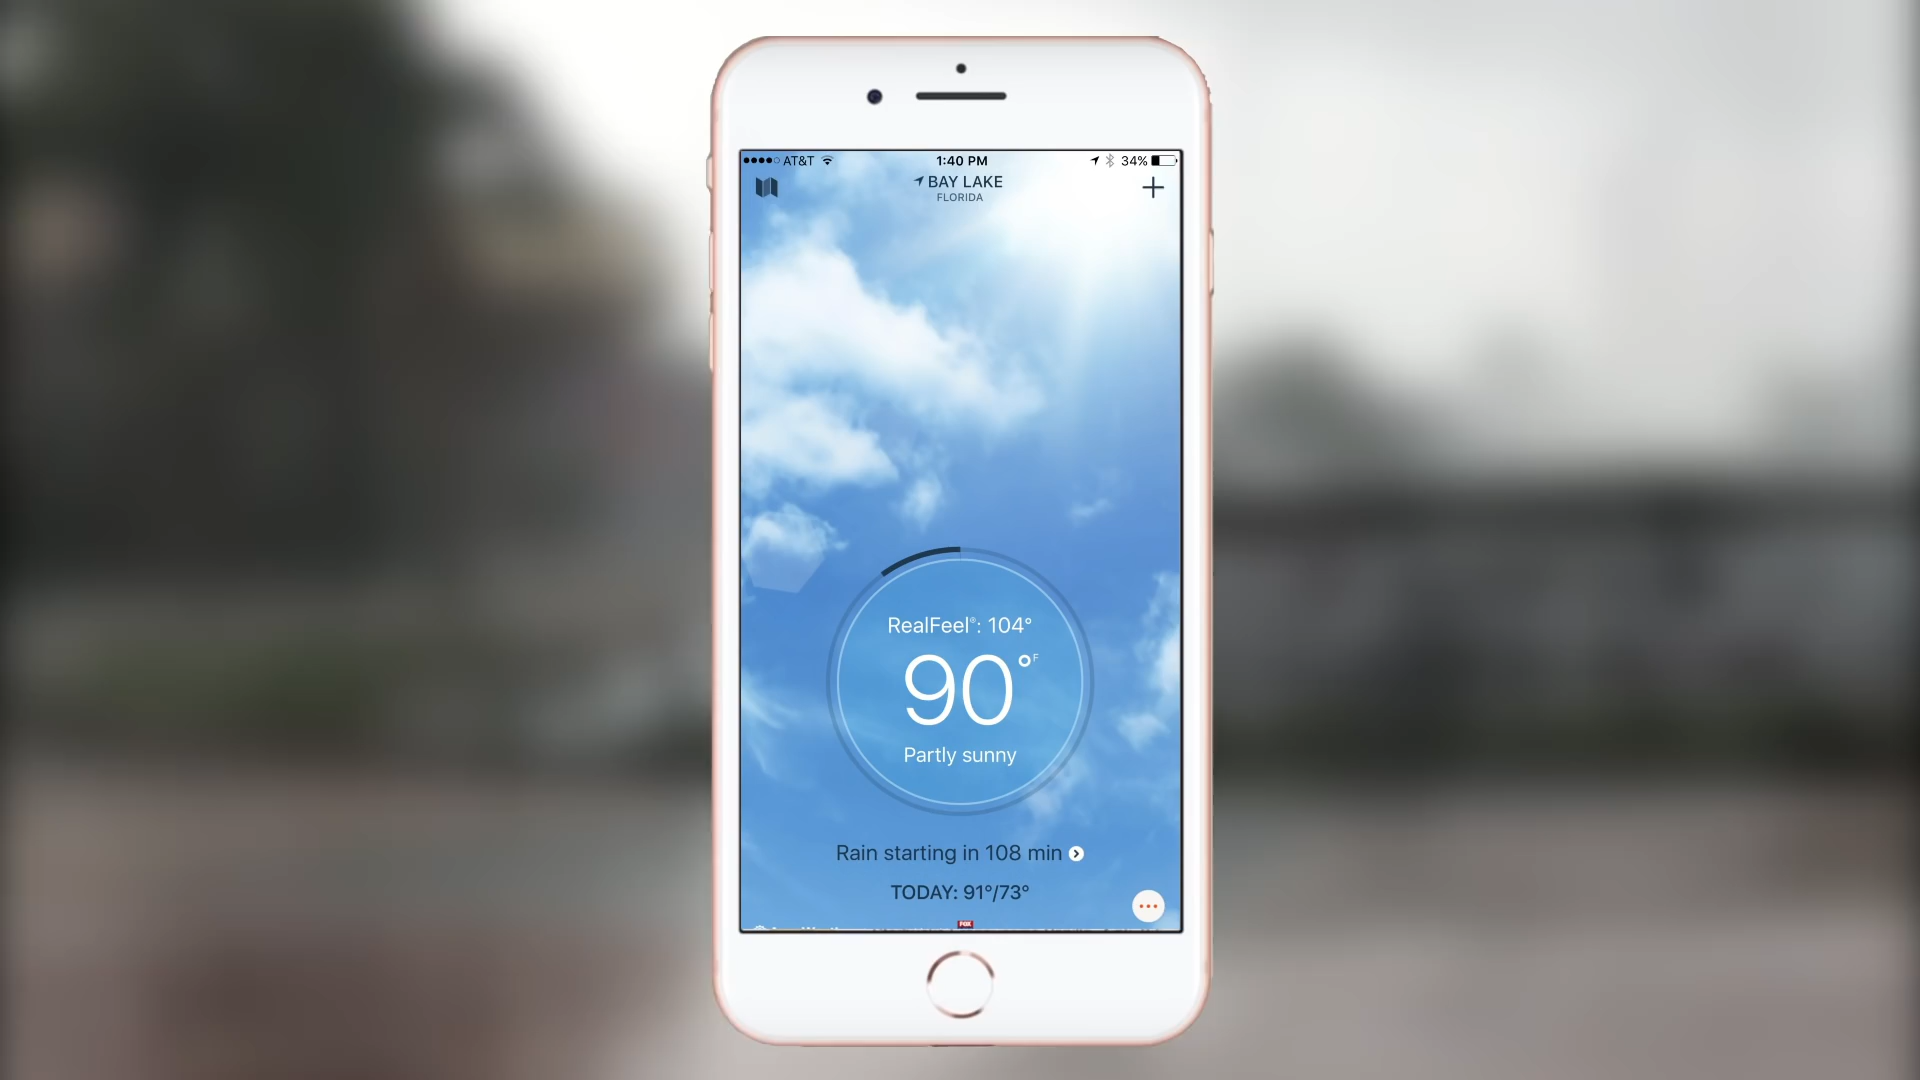 AT&T 1:40 PM 34%
BAY LAKE
FLORIDA
RealFeel®: 104°
90°F
Partly sunny
Rain starting in 108 min
TODAY: 91°/73°
FOX